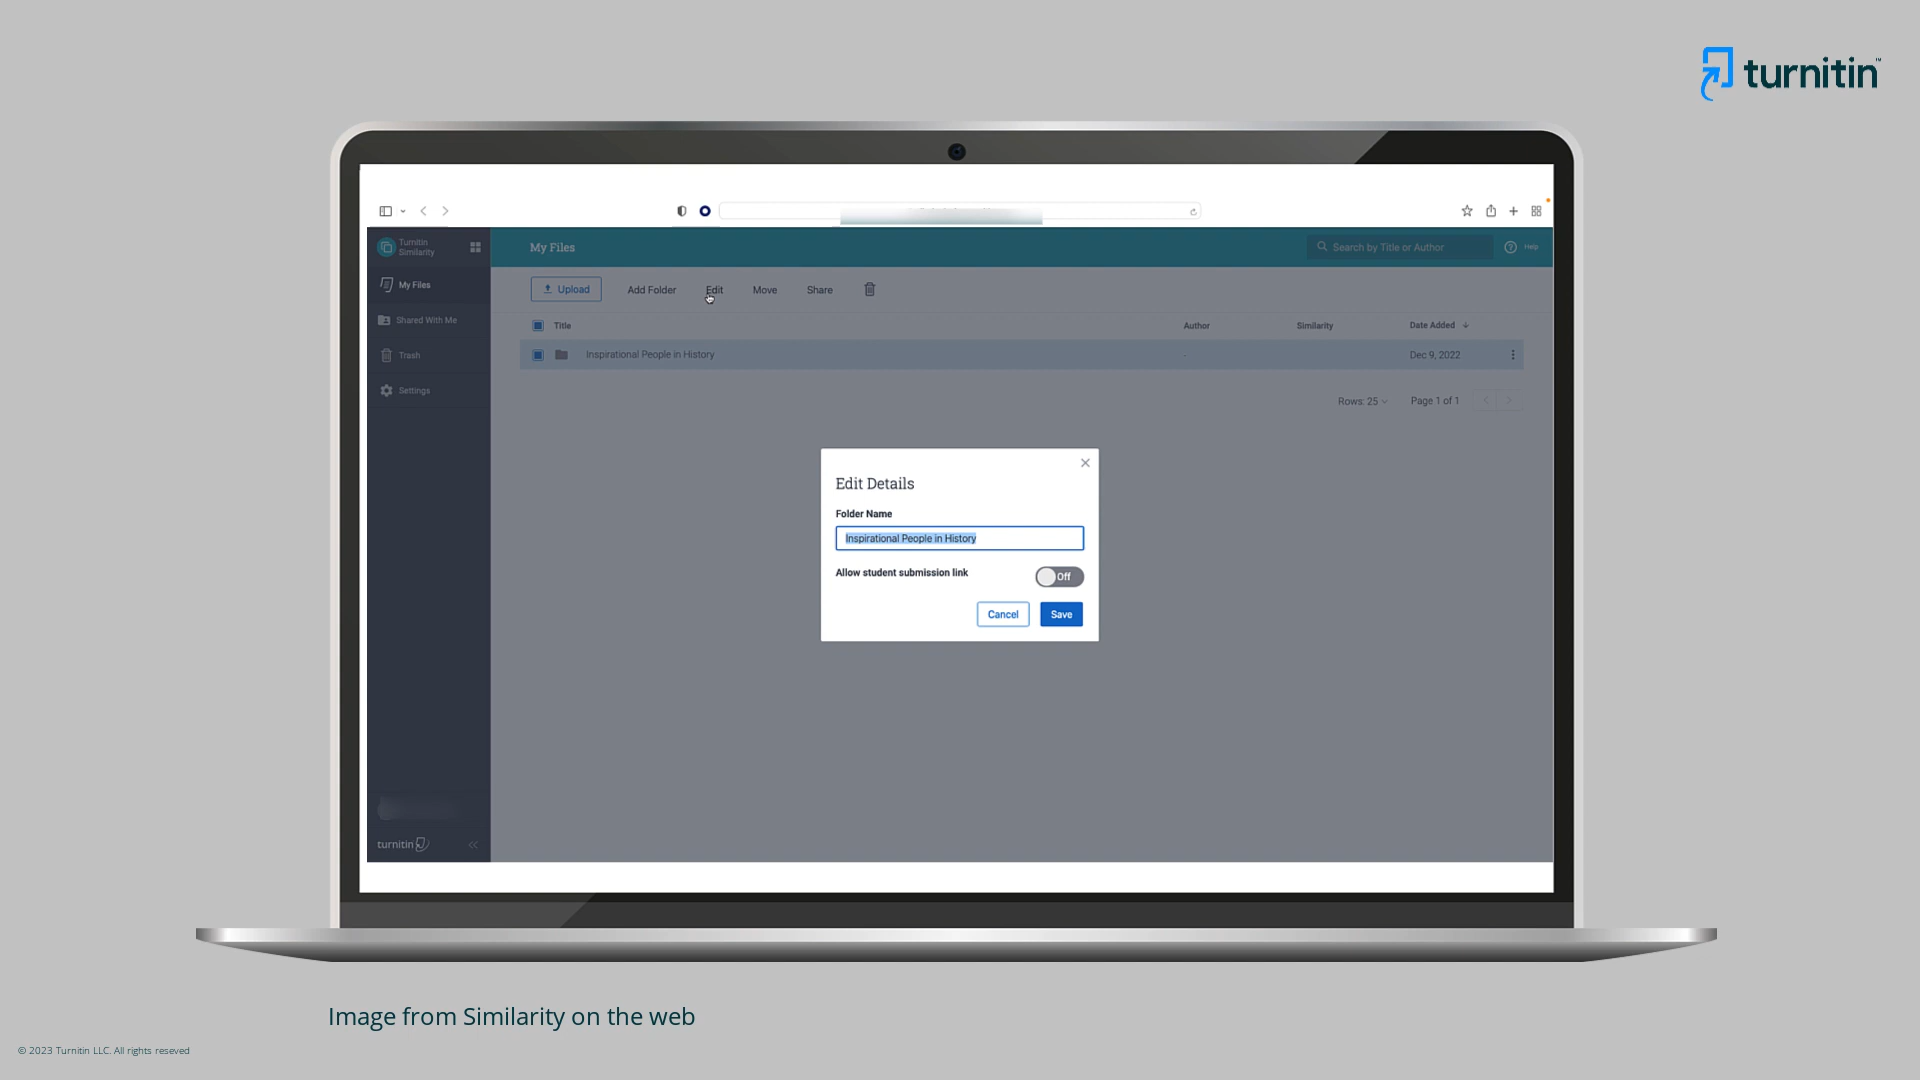 turnitin™
Turnitin
Similarity
My Files
Search by Title or Author
Help
My Files
Upload
Add Folder
Edit
Move
Share
Shared With Me
Title
Author
Similarity
Date Added
Trash
Inspirational People in History
-
Dec 9, 2022
Settings
Rows: 25
Page 1 of 1
Edit Details
Folder Name
Inspirational People in History
Allow student submission link
Off
Cancel
Save
turnitin
Image from Similarity on the web
© 2023 Turnitin LLC. All rights reseved